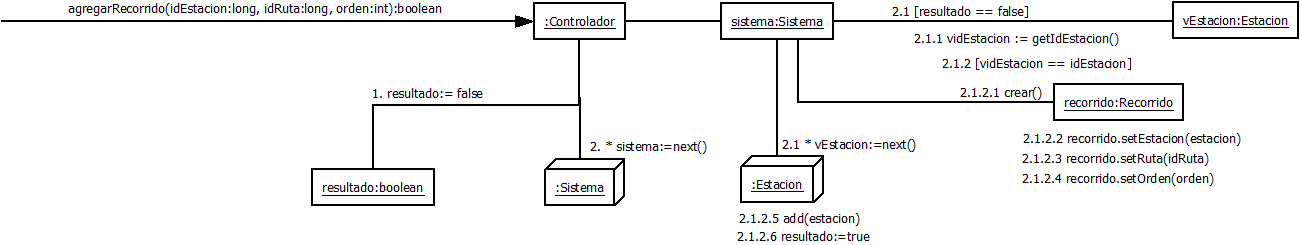 agregarRecorrido(idEstacion:long, idRuta:long, orden:int):boolean
:Controlador
sistema:Sistema
2.1 [resultado == false]
vEstacion:Estacion
2.1.1 vidEstacion := getIdEstacion()
2.1.2 [vidEstacion == idEstacion]
1. resultado:= false
2.1.2.1 crear()
recorrido:Recorrido
2. * sistema:=next()
2.1 * vEstacion:=next()
2.1.2.2 recorrido.setEstacion(estacion)
2.1.2.3 recorrido.setRuta(idRuta)
2.1.2.4 recorrido.setOrden(orden)
resultado:boolean
:Sistema
:Estacion
2.1.2.5 add(estacion)
2.1.2.6 resultado:=true